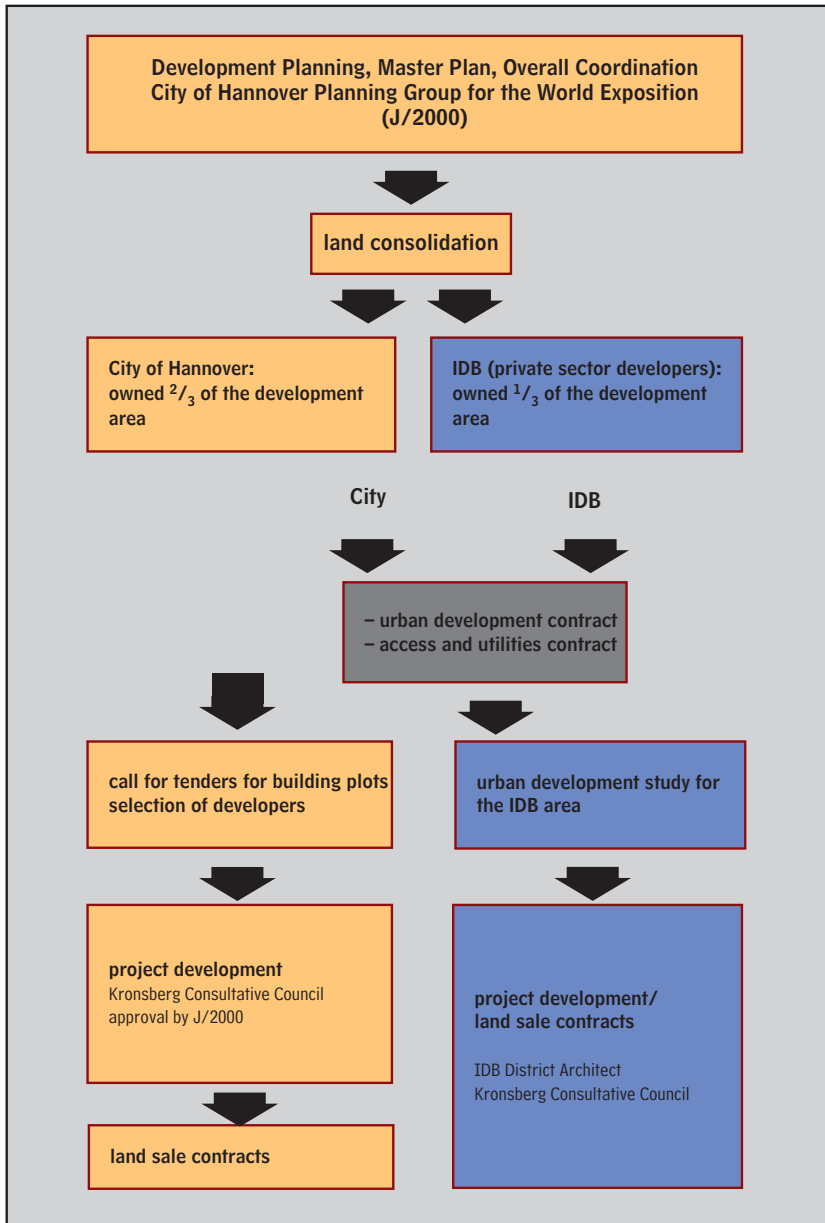 Development Planning, Master Plan, Overall Coordination
City of Hannover Planning Group for the World Exposition
(J/2000)
land consolidation
City of Hannover:
owned 2/3 of the development
area
IDB (private sector developers):
owned 1/3 of the development
area
City
IDB
– urban development contract
– access and utilities contract
call for tenders for building plots
selection of developers
urban development study for
the IDB area
project development
Kronsberg Consultative Council
approval by J/2000
project development/
land sale contracts
IDB District Architect
Kronsberg Consultative Council
land sale contracts